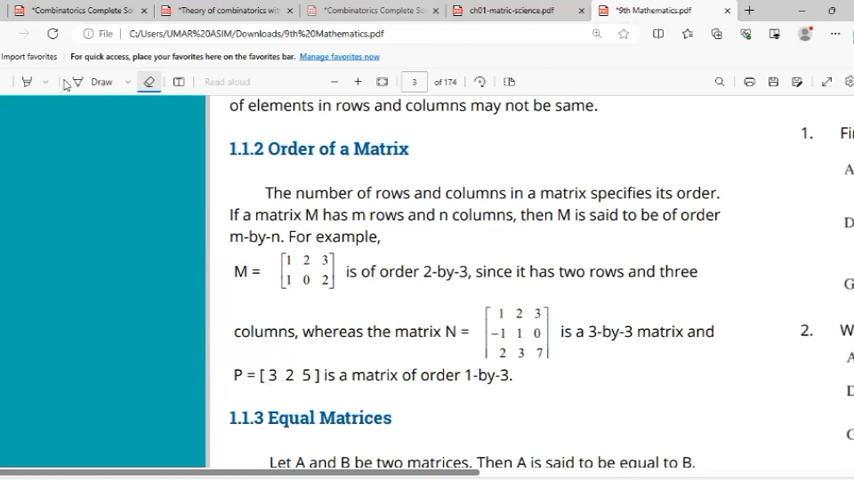 *Combinatorics Complete So
*Theory of combinatorics wit
*Combinatorics Complete So
ch01-matric-science.pdf
*9th Mathematics.pdf
File
C:/Users/UMAR%20ASIM/Downloads/9th%20Mathematics.pdf
Import favorites
For quick access, place your favorites here on the favorites bar. Manage favorites now
Draw
Read aloud
3
of 174
of elements in rows and columns may not be same.
1.1.2 Order of a Matrix
The number of rows and columns in a matrix specifies its order.
If a matrix M has m rows and n columns, then M is said to be of order
m-by-n. For example,
M = [1 2 3
1 0 2] is of order 2-by-3, since it has two rows and three
columns, whereas the matrix N = [1 2 3
−1 1 0
2 3 7] is a 3-by-3 matrix and
P = [ 3 2 5 ] is a matrix of order 1-by-3.
1.1.3 Equal Matrices
Let A and B be two matrices. Then A is said to be equal to B,
1.
Fi
A
D
G
2.
W
A
D
G